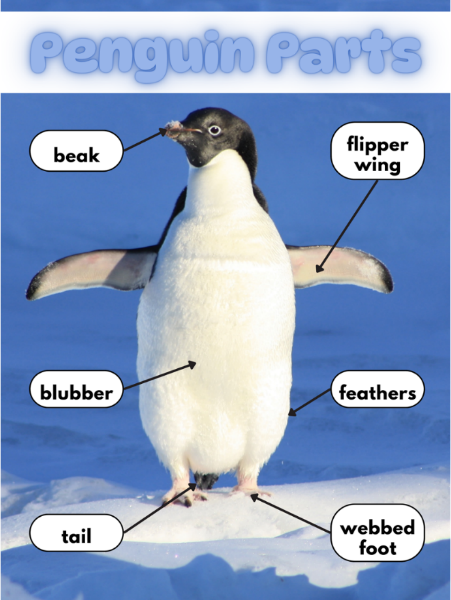 Penguin Parts
beak
flipper
wing
blubber
feathers
tail
webbed
foot